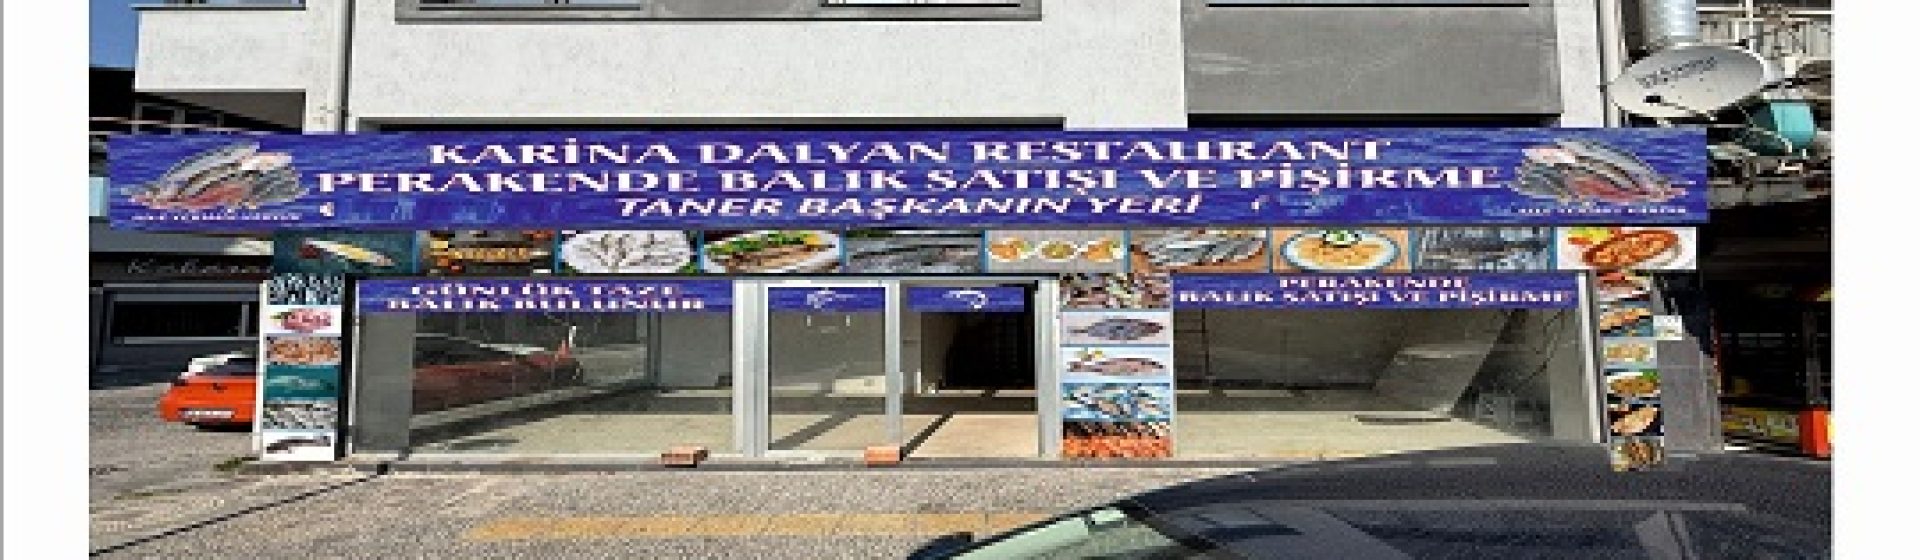 KARİNA DALYAN RESTAURANT
PERAKENDE BALIK SATIŞI VE PİŞİRME
TANER BAŞKANIN YERİ
GÜNLÜK TAZE
BALIK BULUNUR
PERAKENDE
BALIK SATIŞI VE PİŞİRME